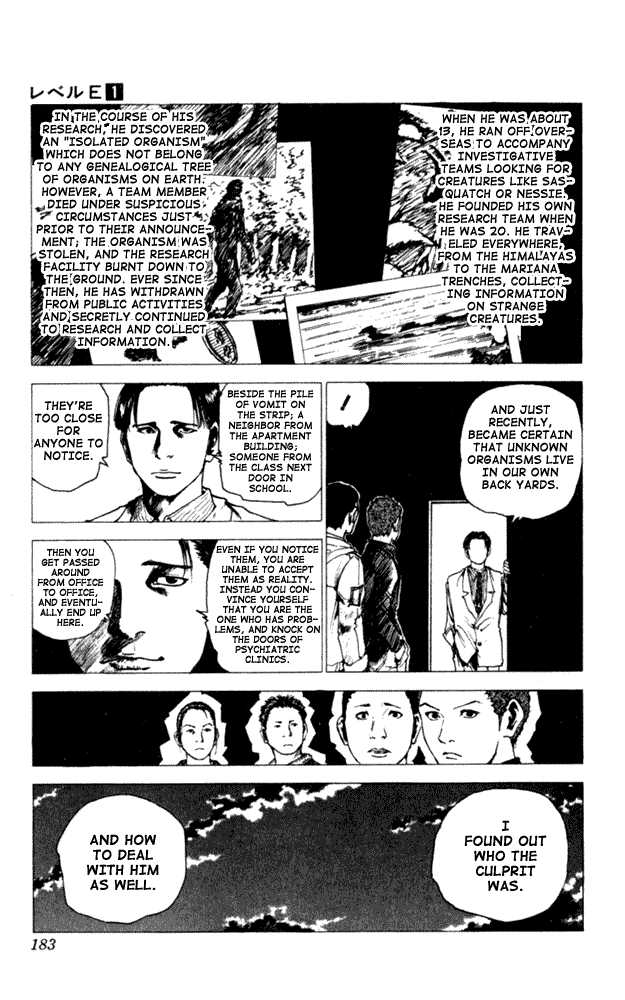 レベルE 1
WHEN HE WAS ABOUT
13, HE RAN OFF OVER-
SEAS TO ACCOMPANY
INVESTIGATIVE
TEAMS LOOKING FOR
CREATURES LIKE SAS-
QUATCH OR NESSIE.
HE FOUNDED HIS OWN
RESEARCH TEAM WHEN
HE WAS 20. HE TRAV-
ELED EVERYWHERE,
FROM THE HIMALAYAS
TO THE MARIANA
TRENCHES, COLLECT-
ING INFORMATION
ON STRANGE
CREATURES.
IN THE COURSE OF HIS
RESEARCH, HE DISCOVERED
AN "ISOLATED ORGANISM"
WHICH DOES NOT BELONG
TO ANY GENEALOGICAL TREE
OF ORGANISMS ON EARTH.
HOWEVER, A TEAM MEMBER
DIED UNDER SUSPICIOUS
CIRCUMSTANCES JUST
PRIOR TO THEIR ANNOUNCE-
MENT; THE ORGANISM WAS
STOLEN, AND THE RESEARCH
FACILITY BURNT DOWN TO
THE GROUND. EVER SINCE
THEN, HE HAS WITHDRAWN
FROM PUBLIC ACTIVITIES
AND SECRETLY CONTINUED
TO RESEARCH AND COLLECT
INFORMATION.
AND JUST
RECENTLY,
BECAME CERTAIN
THAT UNKNOWN
ORGANISMS LIVE
IN OUR OWN
BACK YARDS.
!
BESIDE THE PILE
OF VOMIT ON
THE STRIP; A
NEIGHBOR FROM
THE APARTMENT
BUILDING;
SOMEONE FROM
THE CLASS NEXT
DOOR IN
SCHOOL.
THEY'RE
TOO CLOSE
FOR
ANYONE TO
NOTICE.
EVEN IF YOU NOTICE
THEM, YOU ARE
UNABLE TO ACCEPT
THEM AS REALITY.
INSTEAD YOU CON-
VINCE YOURSELF
THAT YOU ARE THE
ONE WHO HAS PROB-
LEMS, AND KNOCK ON
THE DOORS OF
PSYCHIATRIC
CLINICS.
THEN YOU
GET PASSED
AROUND
FROM OFFICE
TO OFFICE,
AND EVENTU-
ALLY END UP
HERE.
I
FOUND OUT
WHO THE
CULPRIT
WAS.
AND HOW
TO DEAL
WITH HIM
AS WELL.
183